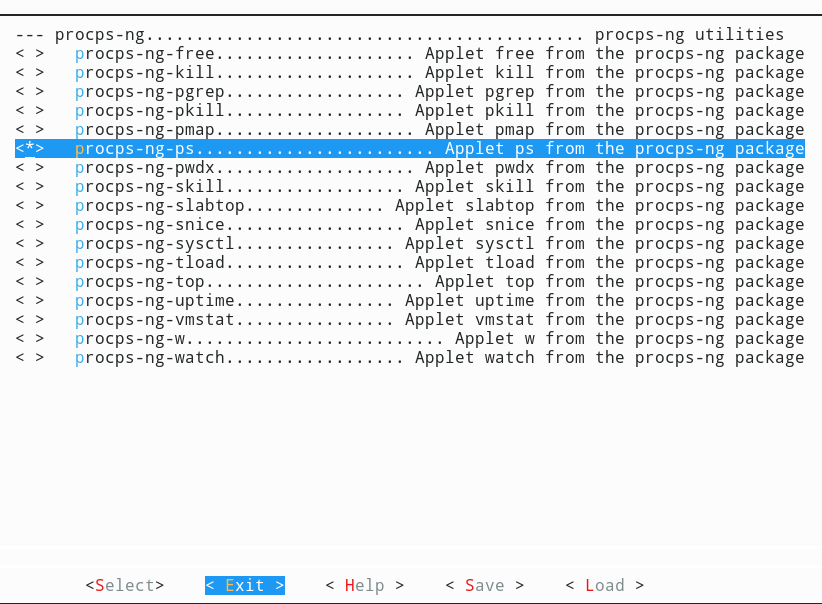 --- procps-ng............................................ procps-ng utilities
< >   procps-ng-free.................... Applet free from the procps-ng package
< >   procps-ng-kill.................... Applet kill from the procps-ng package
< >   procps-ng-pgrep.................. Applet pgrep from the procps-ng package
< >   procps-ng-pkill.................. Applet pkill from the procps-ng package
< >   procps-ng-pmap.................... Applet pmap from the procps-ng package
<*>   procps-ng-ps........................ Applet ps from the procps-ng package
< >   procps-ng-pwdx.................... Applet pwdx from the procps-ng package
< >   procps-ng-skill.................. Applet skill from the procps-ng package
< >   procps-ng-slabtop.............. Applet slabtop from the procps-ng package
< >   procps-ng-snice.................. Applet snice from the procps-ng package
< >   procps-ng-sysctl................ Applet sysctl from the procps-ng package
< >   procps-ng-tload.................. Applet tload from the procps-ng package
< >   procps-ng-top...................... Applet top from the procps-ng package
< >   procps-ng-uptime................ Applet uptime from the procps-ng package
< >   procps-ng-vmstat................ Applet vmstat from the procps-ng package
< >   procps-ng-w.......................... Applet w from the procps-ng package
< >   procps-ng-watch.................. Applet watch from the procps-ng package
<Select>    < Exit >    < Help >    < Save >    < Load >